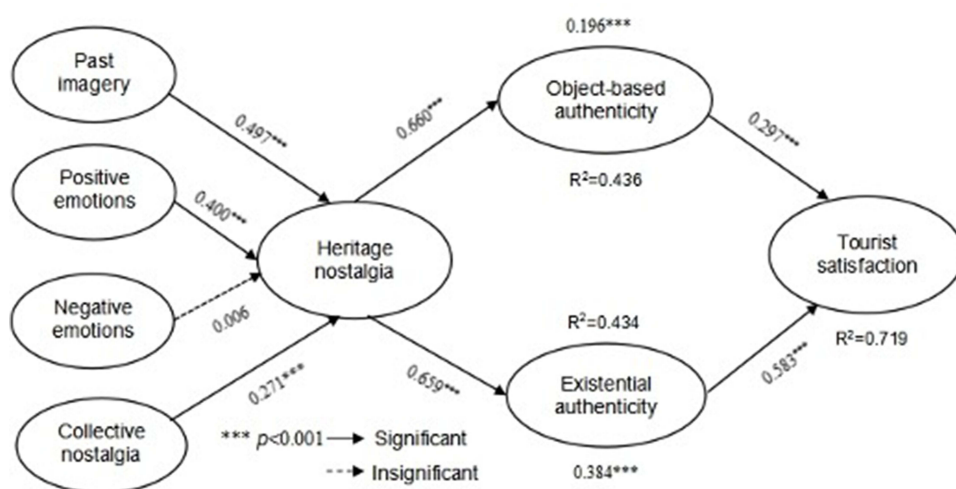 0.196***
Past
imagery
Object-based
authenticity
0.497***
0.660***
0.297***
Positive
emotions
R²=0.436
0.400***
Heritage
nostalgia
Tourist
satisfaction
Negative
emotions
0.006
R²=0.434
R²=0.719
0.271***
0.659***
0.583***
Existential
authenticity
Collective
nostalgia
*** p<0.001
Significant
Insignificant
0.384***